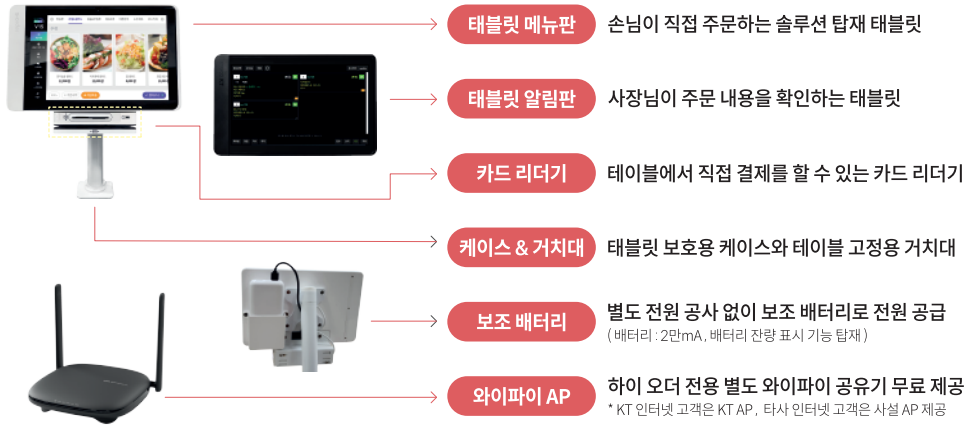 태블릿 메뉴판
손님이 직접 주문하는 솔루션 탑재 태블릿
태블릿 알림판
사장님이 주문 내용을 확인하는 태블릿
카드 리더기
테이블에서 직접 결제를 할 수 있는 카드 리더기
케이스 & 거치대
태블릿 보호용 케이스와 테이블 고정용 거치대
보조 배터리
별도 전원 공사 없이 보조 배터리로 전원 공급
( 배터리 : 2만mA , 배터리 잔량 표시 기능 탑재 )
와이파이 AP
하이 오더 전용 별도 와이파이 공유기 무료 제공
* KT 인터넷 고객은 KT AP , 타사 인터넷 고객은 사설 AP 제공